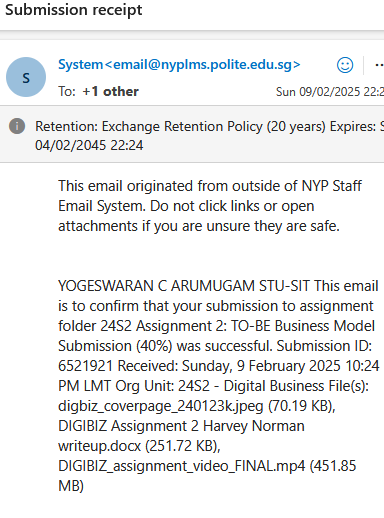 Submission receipt
S
System<email@nyplms.polite.edu.sg>
To: +1 other
Sun 09/02/2025 22:2
Retention: Exchange Retention Policy (20 years) Expires: S
04/02/2045 22:24
This email originated from outside of NYP Staff
Email System. Do not click links or open
attachments if you are unsure they are safe.
YOGESWARAN C ARUMUGAM STU-SIT This email
is to confirm that your submission to assignment
folder 24S2 Assignment 2: TO-BE Business Model
Submission (40%) was successful. Submission ID:
6521921 Received: Sunday, 9 February 2025 10:24
PM LMT Org Unit: 24S2 - Digital Business File(s):
digbiz_coverpage_240123k.jpeg (70.19 KB),
DIGIBIZ Assignment 2 Harvey Norman
writeup.docx (251.72 KB),
DIGIBIZ_assignment_video_FINAL.mp4 (451.85
MB)